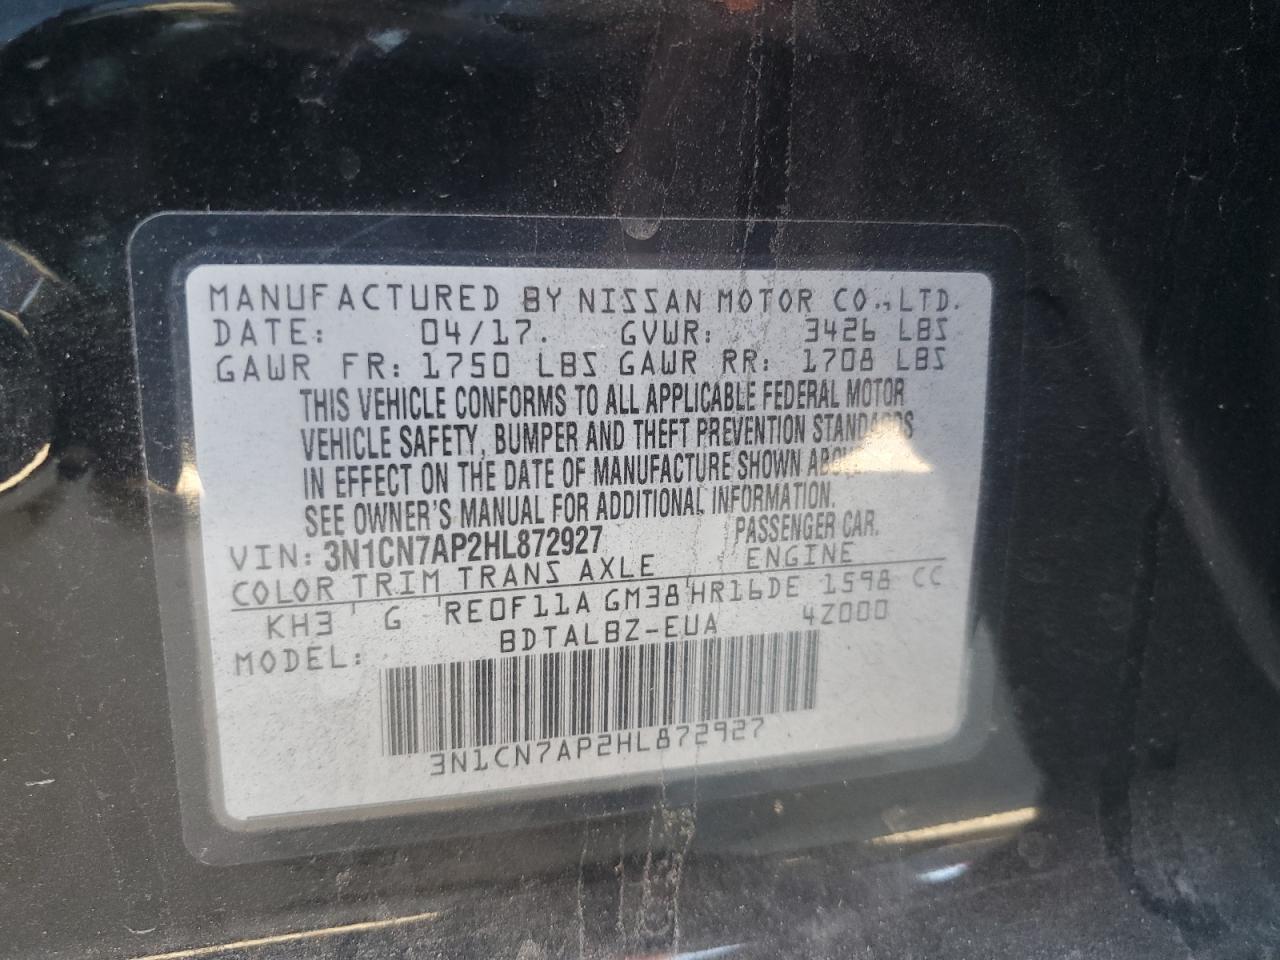 MANUFACTURED BY NISSAN MOTOR CO.,LTD.
DATE: 04/17. GVWR: 3426 LBS
GAWR FR: 1750 LBS GAWR RR: 1708 LBS
THIS VEHICLE CONFORMS TO ALL APPLICABLE FEDERAL MOTOR
VEHICLE SAFETY, BUMPER AND THEFT PREVENTION STANDARDS
IN EFFECT ON THE DATE OF MANUFACTURE SHOWN ABOVE.
SEE OWNER'S MANUAL FOR ADDITIONAL INFORMATION.
VIN: 3N1CN7AP2HL872927 PASSENGER CAR.
COLOR TRIM TRANS AXLE ENGINE
KH3 G RE0F11A GM38 HR16DE 1598 CC
MODEL: BDTALBZ-EUA 4Z000
3N1CN7AP2HL872927